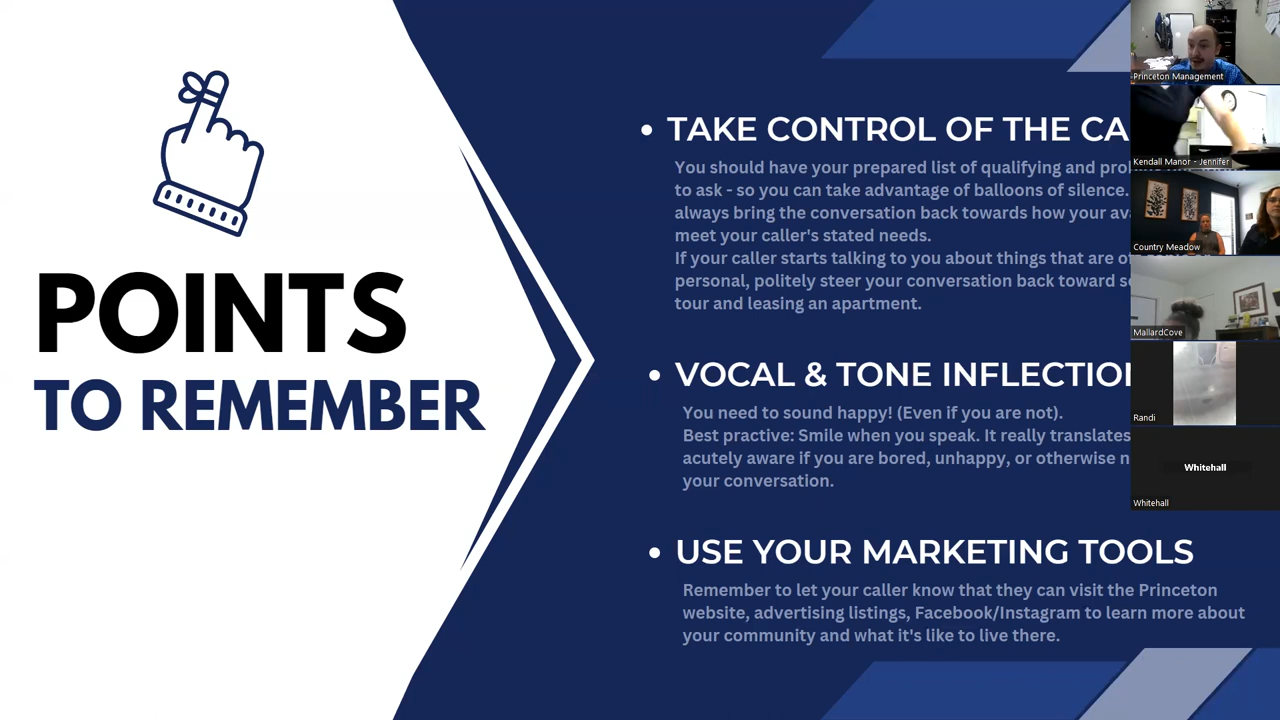 POINTS
TO REMEMBER
TAKE CONTROL OF THE CA
You should have your prepared list of qualifying and
to ask - so you can take advantage of balloons of silence.
always bring the conversation back towards how your
meet your caller's stated needs.
If your caller starts talking to you about things that are
personal, politely steer your conversation back toward
tour and leasing an apartment.
VOCAL & TONE INFLECTION
You need to sound happy! (Even if you are not).
Best practive: Smile when you speak. It really translates
acutely aware if you are bored, unhappy, or otherwise
your conversation.
USE YOUR MARKETING TOOLS
Remember to let your caller know that they can visit the Princeton
website, advertising listings, Facebook/Instagram to learn more about
your community and what it's like to live there.
Princeton Management
Kendall Manor - Jennifer
Country Meadow
MallardCove
Randi
Whitehall
Whitehall